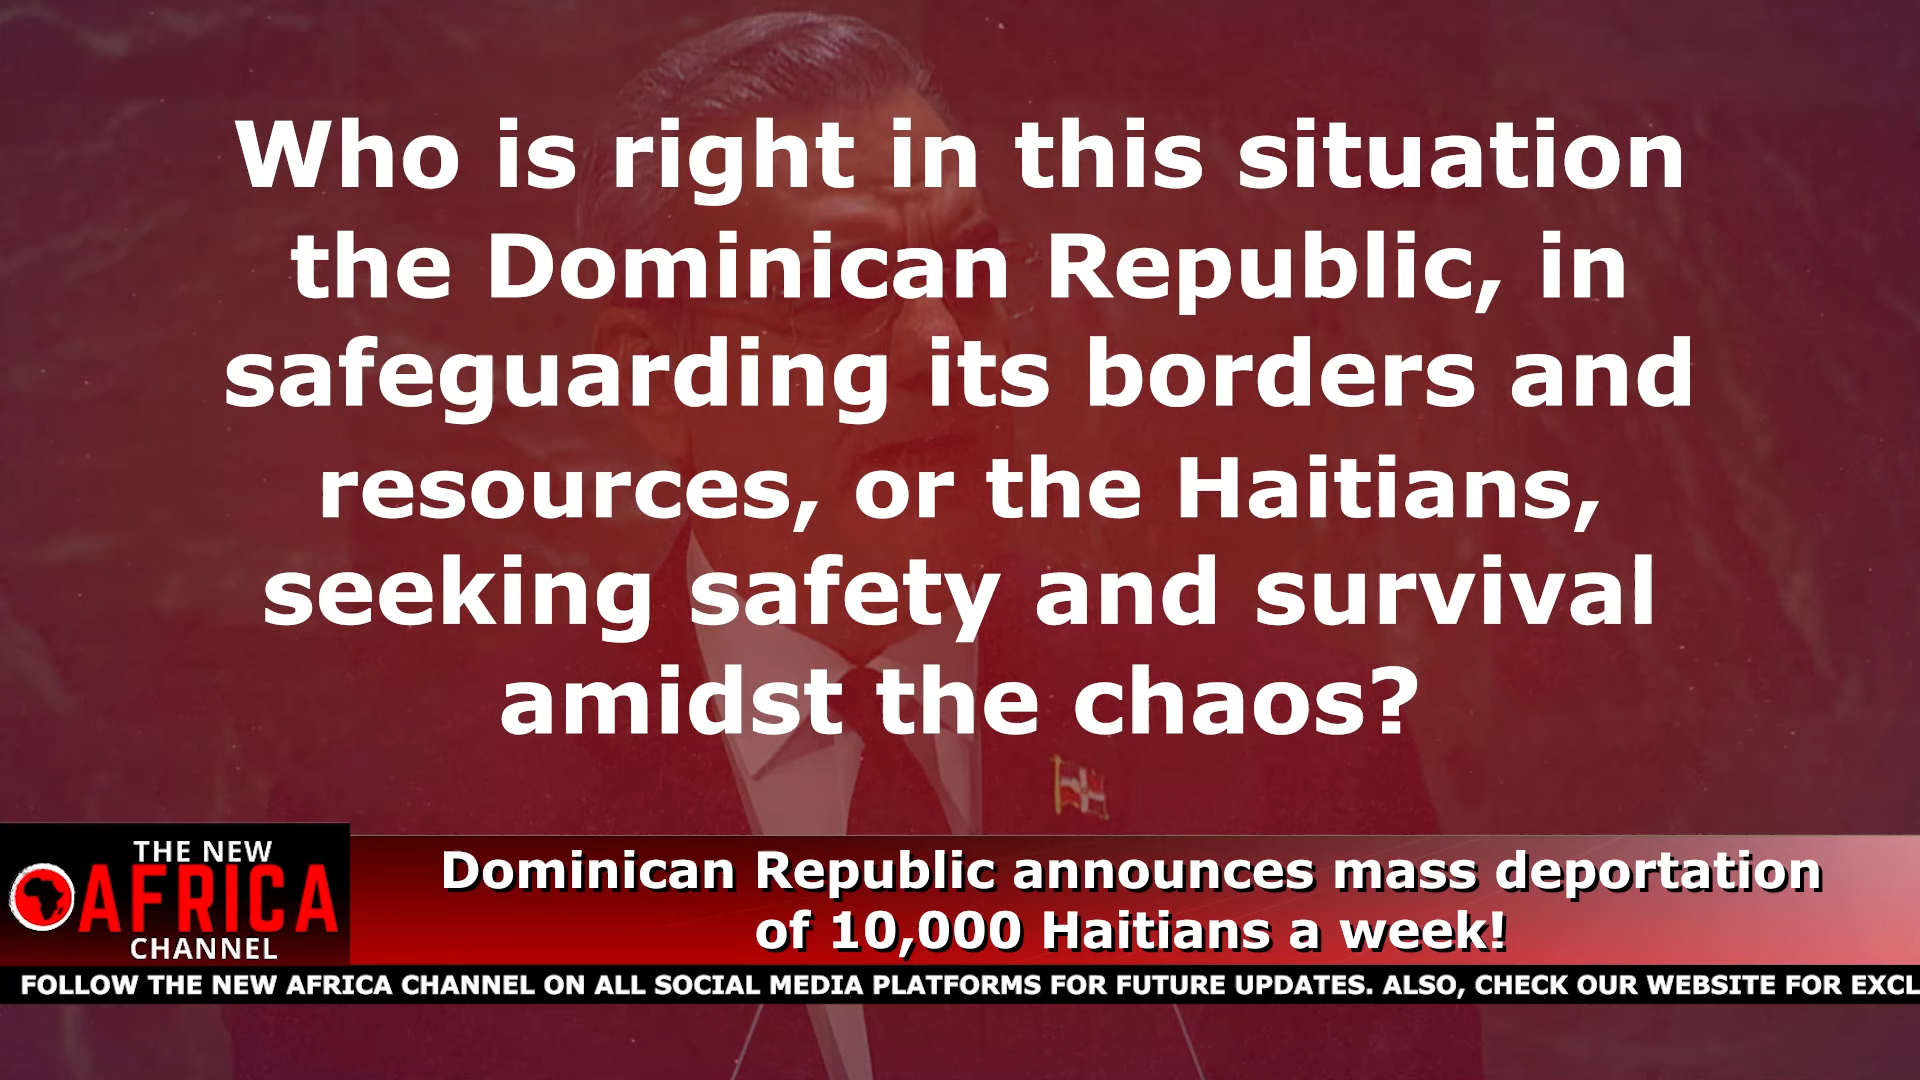 Who is right in this situation
the Dominican Republic, in
safeguarding its borders and
resources, or the Haitians,
seeking safety and survival
amidst the chaos?
THE NEW
AFRICA
CHANNEL
Dominican Republic announces mass deportation
of 10,000 Haitians a week!
FOLLOW THE NEW AFRICA CHANNEL ON ALL SOCIAL MEDIA PLATFORMS FOR FUTURE UPDATES. ALSO, CHECK OUR WEBSITE FOR EXCL